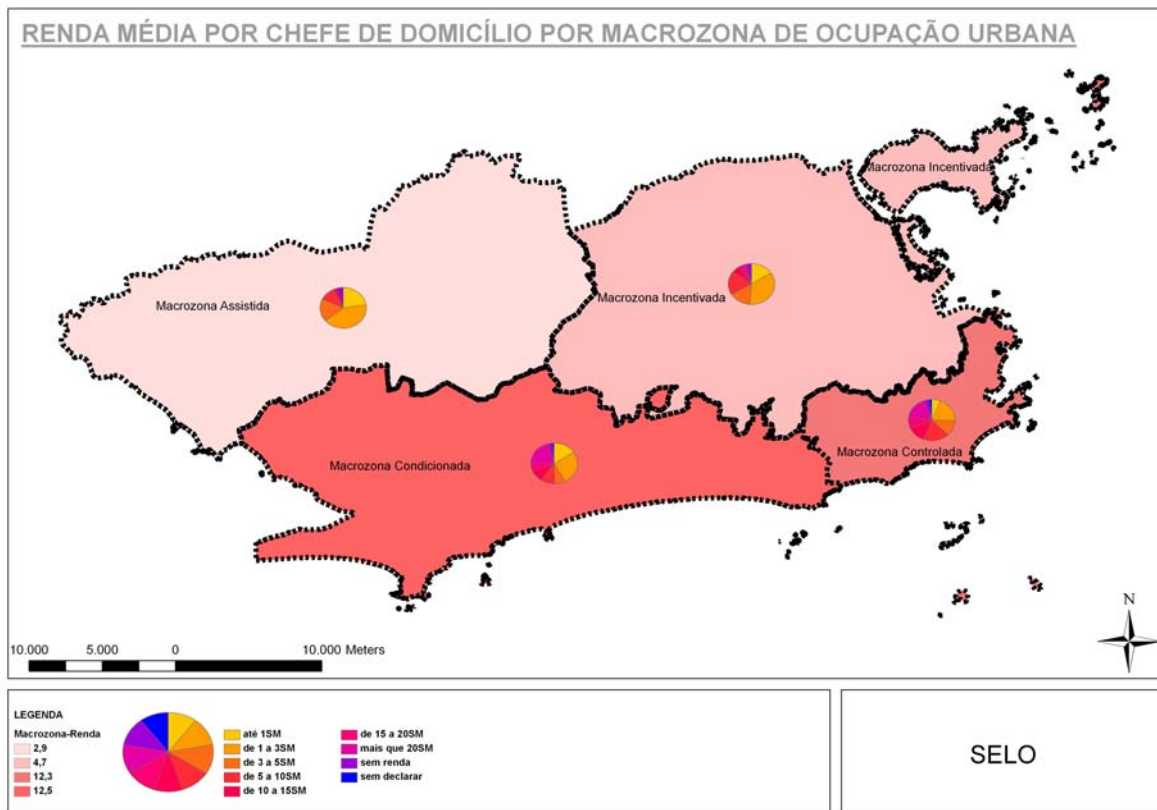 RENDA MÉDIA POR CHEFE DE DOMICÍLIO POR MACROZONA DE OCUPAÇÃO URBANA
Macrozona Incentivada
Macrozona Assistida
Macrozona Incentivada
Macrozona Condicionada
Macrozona Controlada
N
10.000 5.000 0 10.000 Meters
LEGENDA
Macrozona-Renda
2,9
4,7
12,3
12,5
até 1SM
de 1 a 3SM
de 3 a 5SM
de 5 a 10SM
de 10 a 15SM
de 15 a 20SM
mais que 20SM
sem renda
sem declarar
SELO